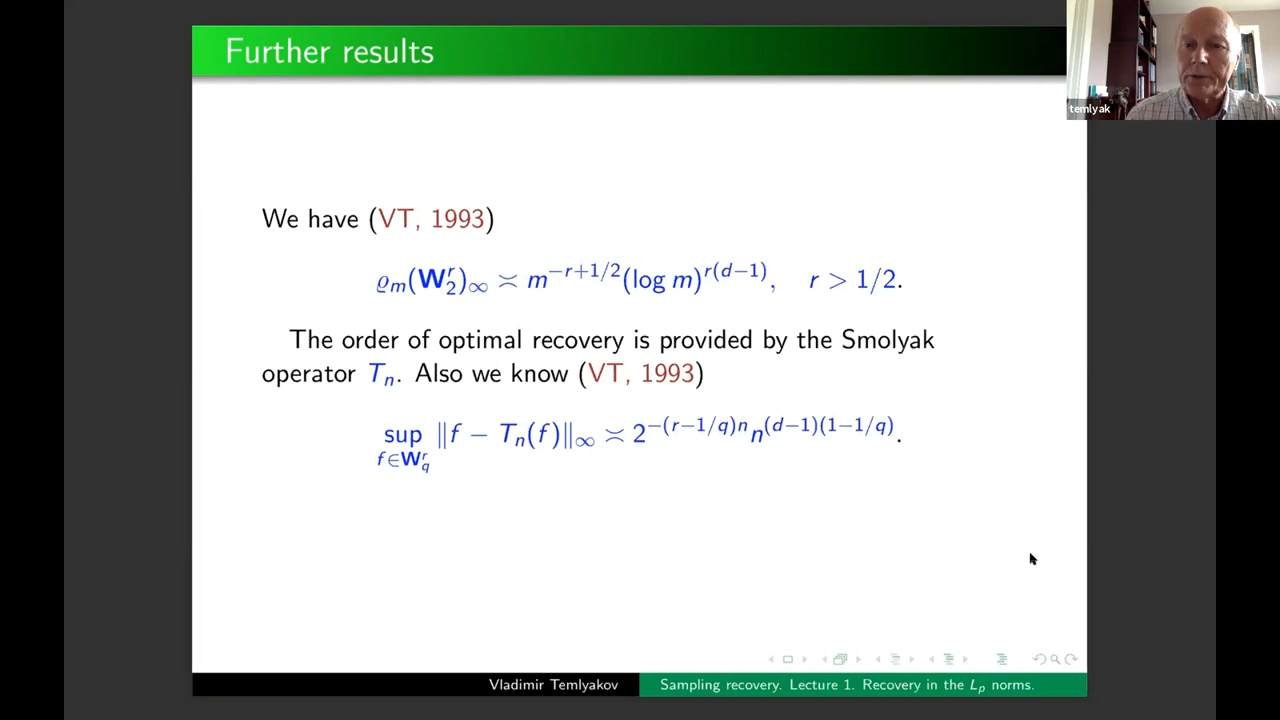 Further results
temlyak
We have (VT, 1993)
ϱ_m(𝐖^r_2)_∞ ≍ m^{−r+1/2}(log m)^{r(d−1)}, r > 1/2.
The order of optimal recovery is provided by the Smolyak
operator T_n. Also we know (VT, 1993)
sup_{f∈𝐖^r_q} ‖f − T_n(f)‖_∞ ≍ 2^{−(r−1/q)n} n^{(d−1)(1−1/q)}.
Vladimir Temlyakov
Sampling recovery. Lecture 1. Recovery in the L_p norms.